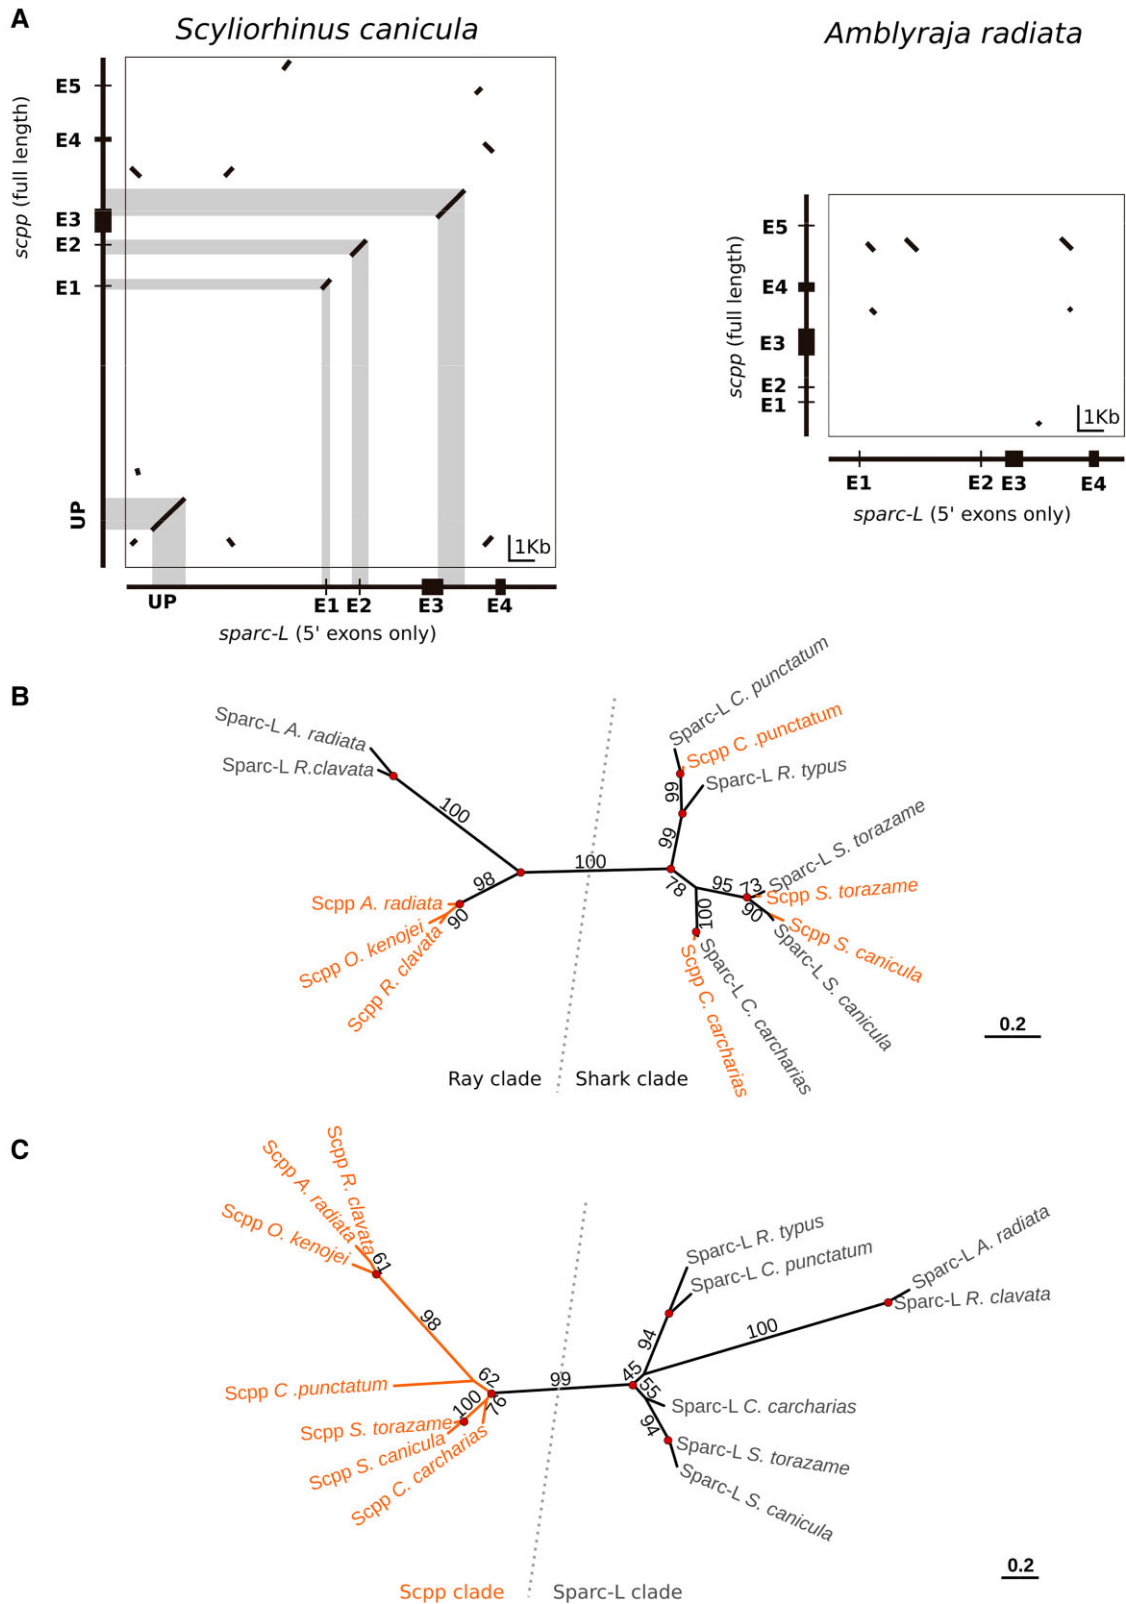 A
Scyliorhinus canicula
Amblyraja radiata
scpp (full length)
E5
E4
E3
E2
E1
UP
1Kb
UP
E1
E2
E3
E4
sparc-L (5' exons only)
scpp (full length)
E5
E4
E3
E2
E1
1Kb
E1
E2
E3
E4
sparc-L (5' exons only)
B
Sparc-L A. radiata
Sparc-L R.clavata
100
98
90
Scpp A. radiata
Scpp O. kenojei
Scpp R. clavata
100
Sparc-L C. punctatum
Scpp C .punctatum
Sparc-L R. typus
99
99
78
95
73
90
100
Sparc-L S. torazame
Scpp S. torazame
Scpp S. canicula
Sparc-L S. canicula
Sparc-L C. carcharias
Scpp C. carcharias
0.2
Ray clade
Shark clade
C
Scpp R. clavata
Scpp A. radiata
Scpp O. kenojei
61
98
Scpp C .punctatum
62
100
76
Scpp S. torazame
Scpp S. canicula
Scpp C. carcharias
99
Sparc-L R. typus
Sparc-L C. punctatum
94
45
55
94
100
Sparc-L A. radiata
Sparc-L R. clavata
Sparc-L C. carcharias
Sparc-L S. torazame
Sparc-L S. canicula
0.2
Scpp clade
Sparc-L clade